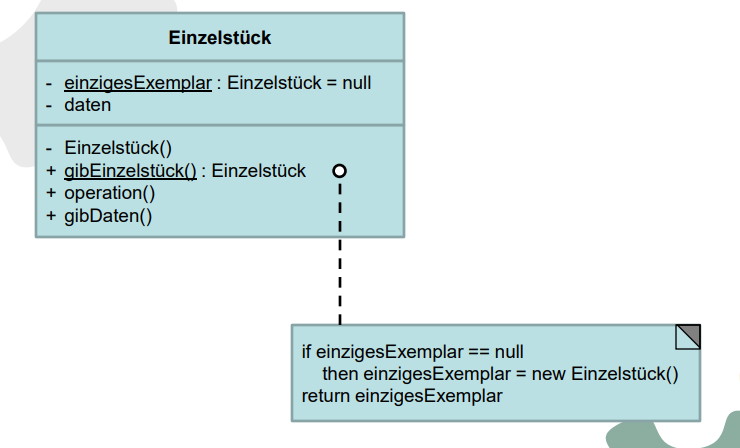 Einzelstück
- einzigesExemplar : Einzelstück = null
- daten
- Einzelstück()
+ gibEinzelstück() : Einzelstück
+ operation()
+ gibDaten()
if einzigesExemplar == null
then einzigesExemplar = new Einzelstück()
return einzigesExemplar